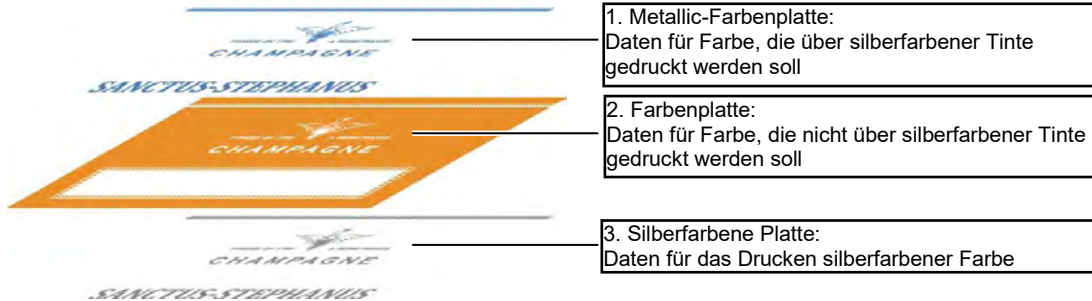 1. Metallic-Farbenplatte:
Daten für Farbe, die über silberfarbener Tinte
gedruckt werden soll
CHAMPAGNE
SANCTUS-STEPHANUS
2. Farbenplatte:
Daten für Farbe, die nicht über silberfarbener Tinte
gedruckt werden soll
CHAMPAGNE
3. Silberfarbene Platte:
Daten für das Drucken silberfarbener Farbe
CHAMPAGNE
SANCTUS-STEPHANUS